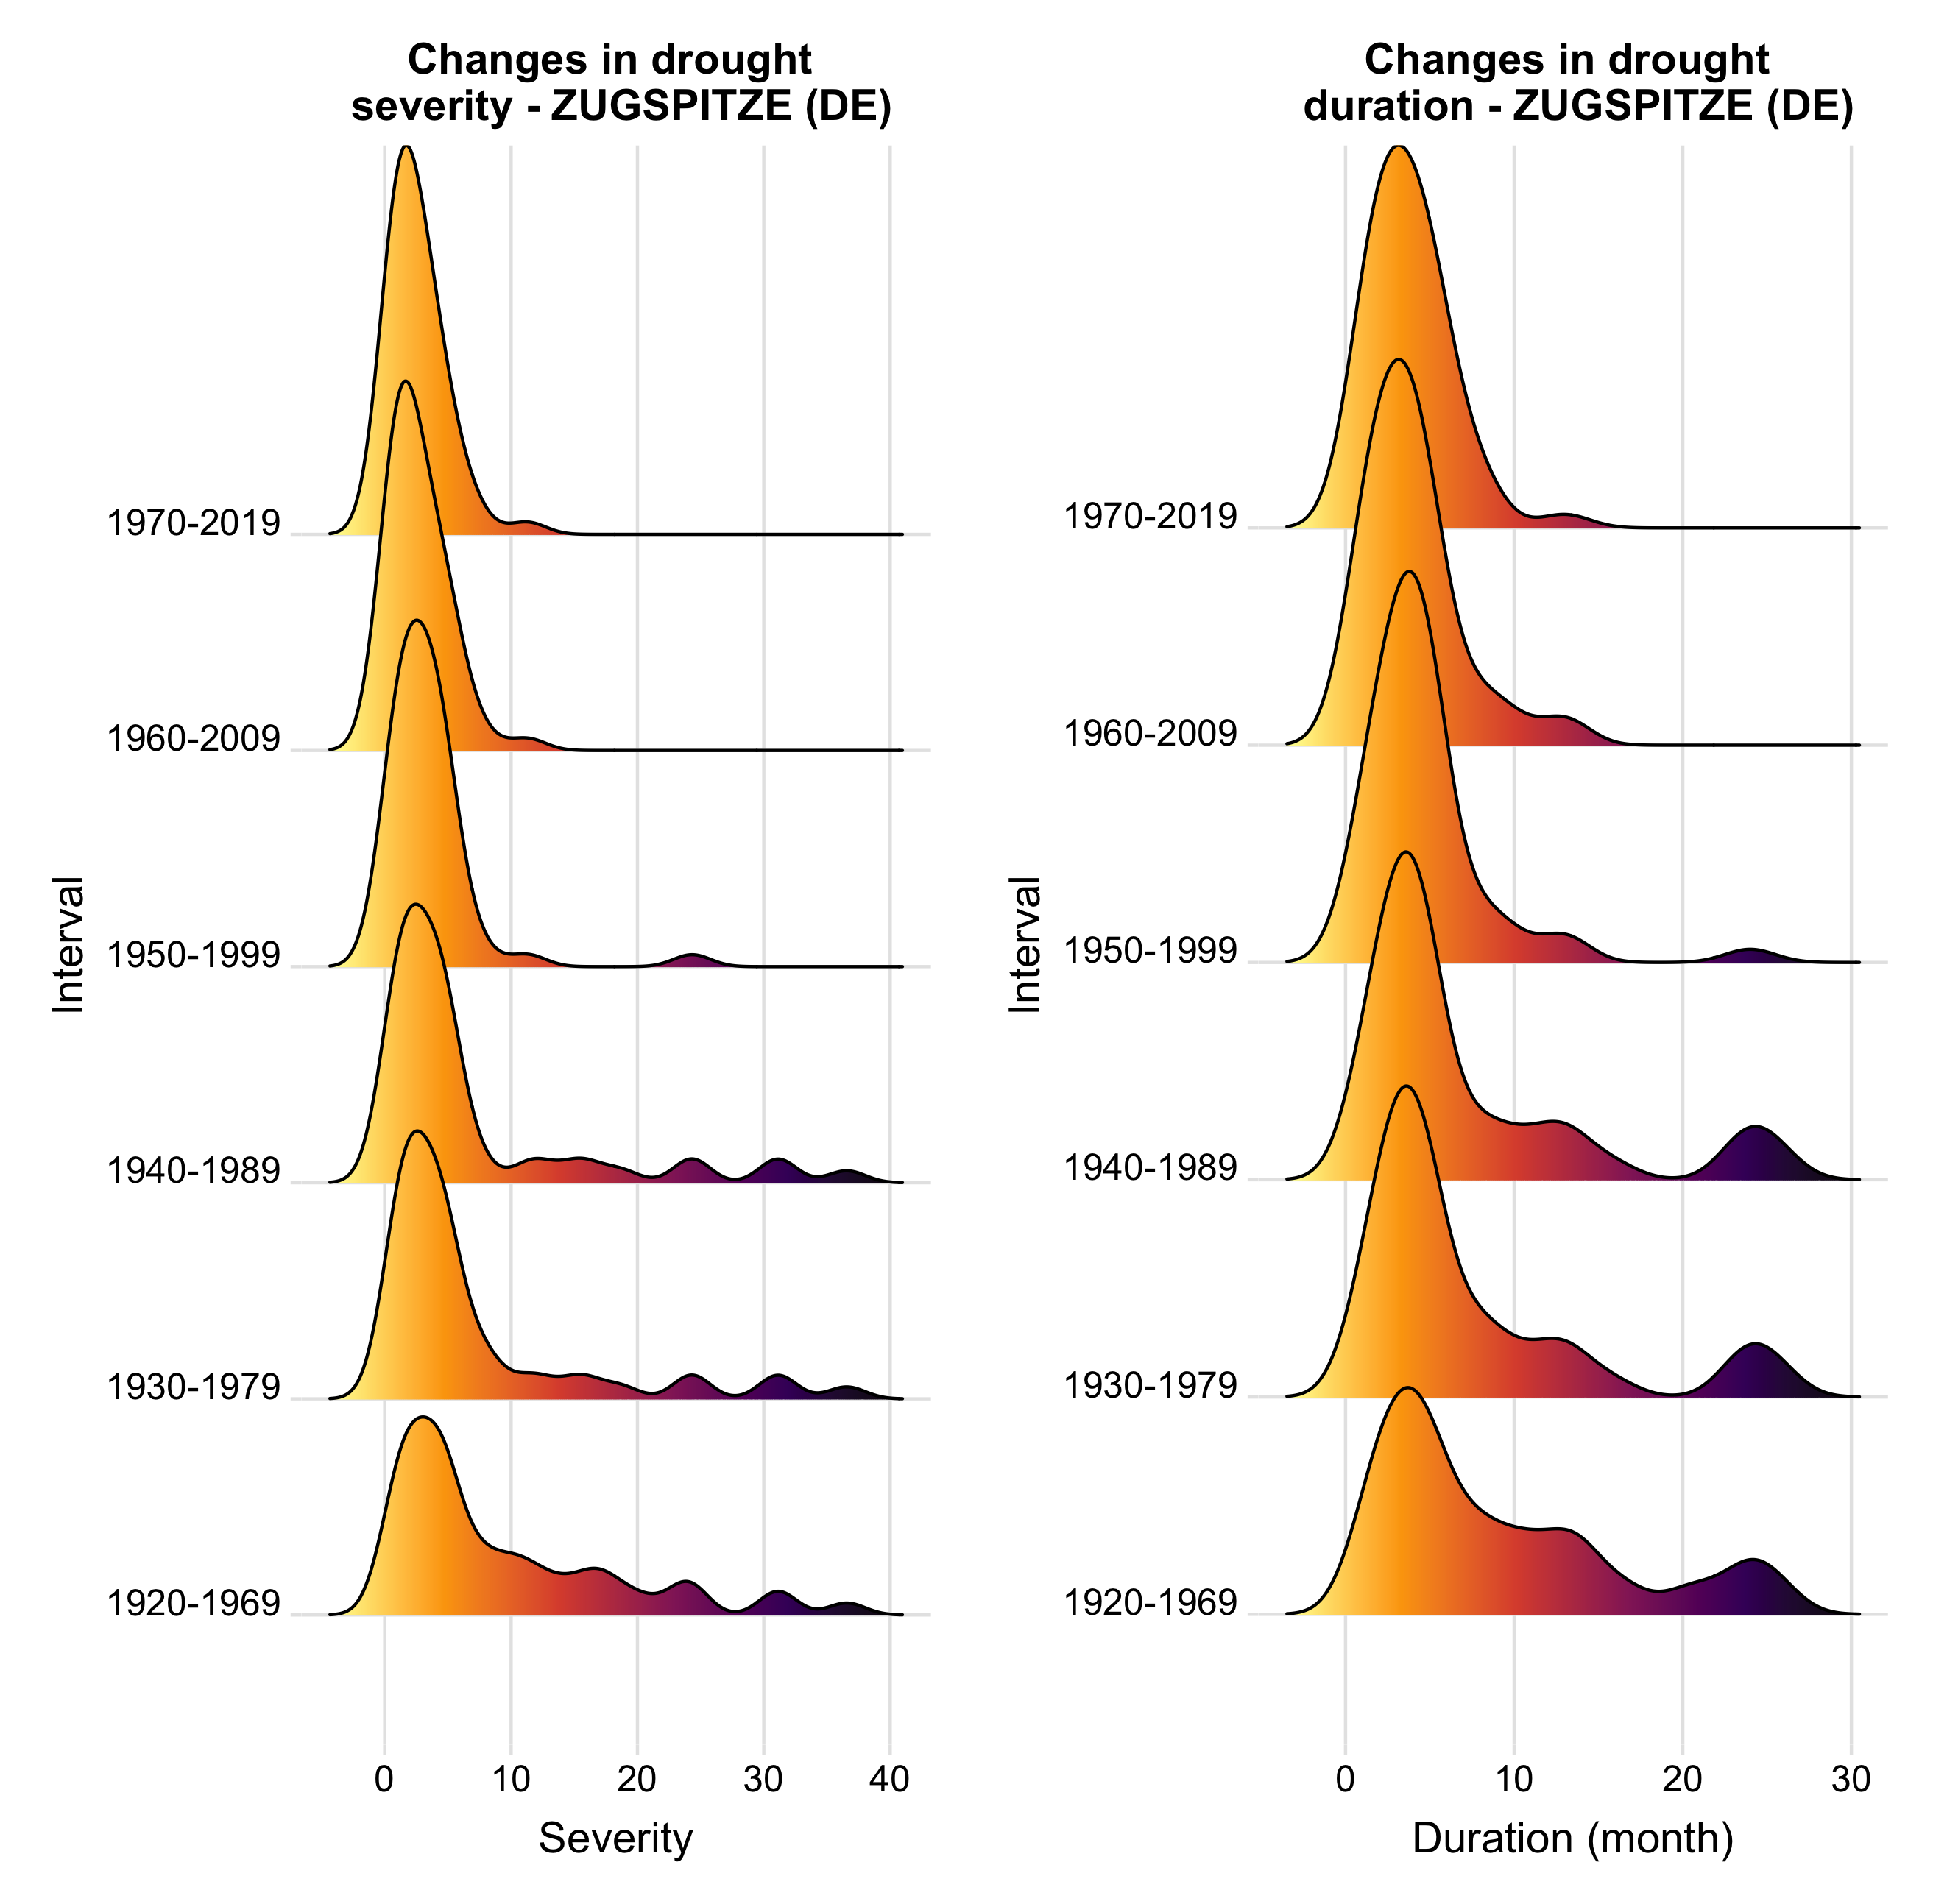 Changes in drought
severity - ZUGSPITZE (DE)
Interval
1970-2019
1960-2009
1950-1999
1940-1989
1930-1979
1920-1969
0 10 20 30 40
Severity
Changes in drought
duration - ZUGSPITZE (DE)
Interval
1970-2019
1960-2009
1950-1999
1940-1989
1930-1979
1920-1969
0 10 20 30
Duration (month)